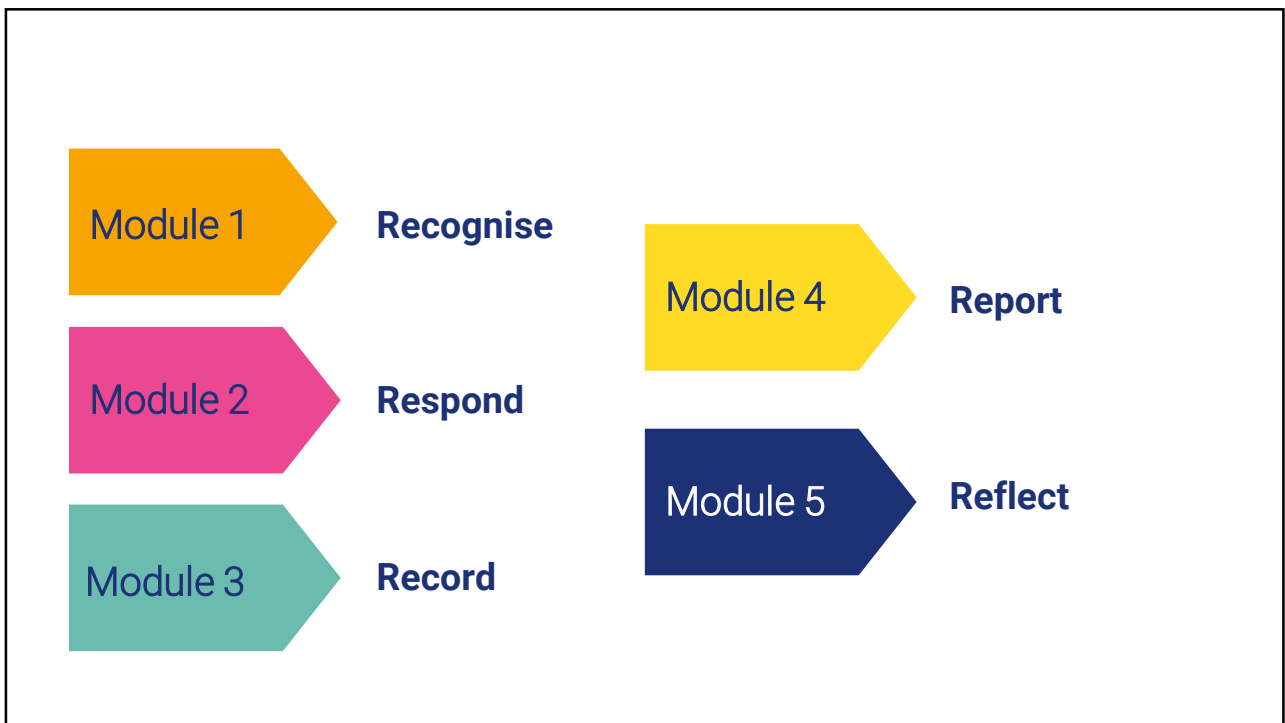 Module 1
Recognise
Module 2
Respond
Module 3
Record
Module 4
Report
Module 5
Reflect